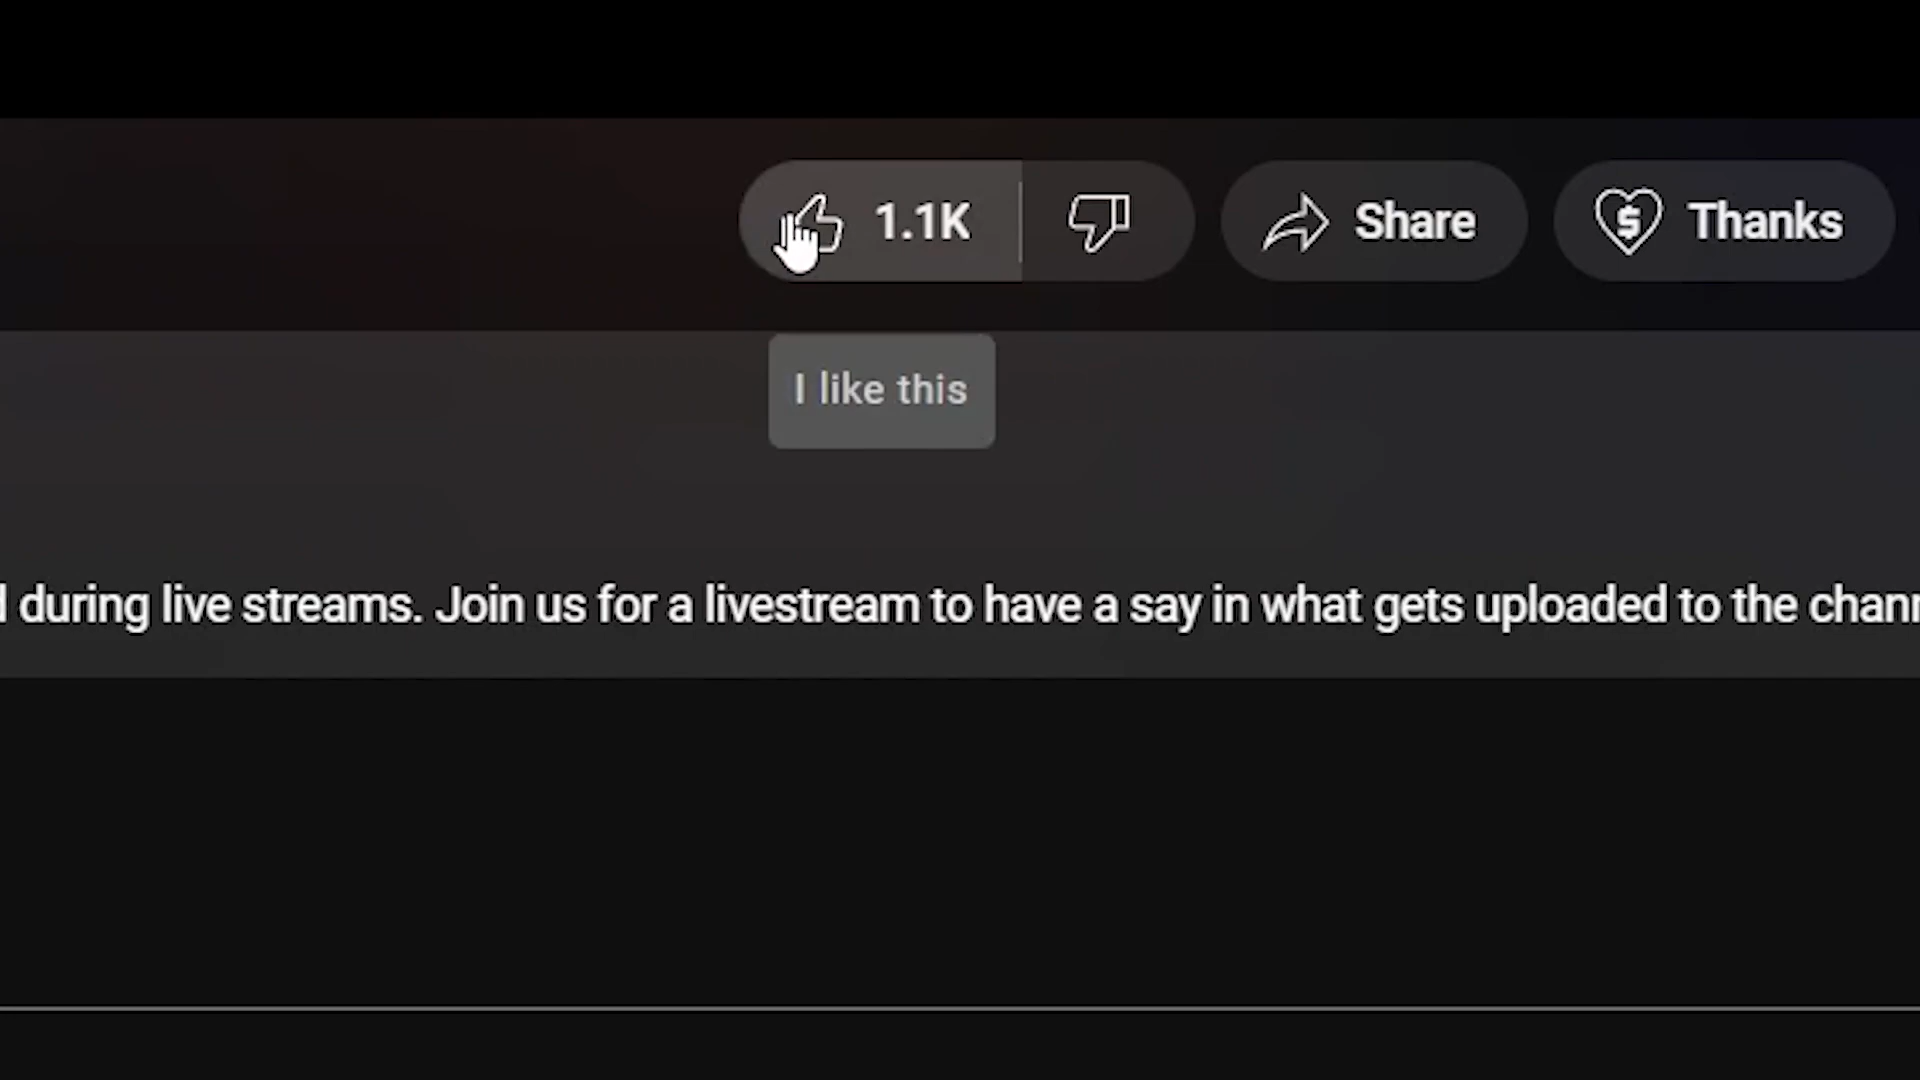 1.1K
Share
$ Thanks
I like this
during live streams. Join us for a livestream to have a say in what gets uploaded to the